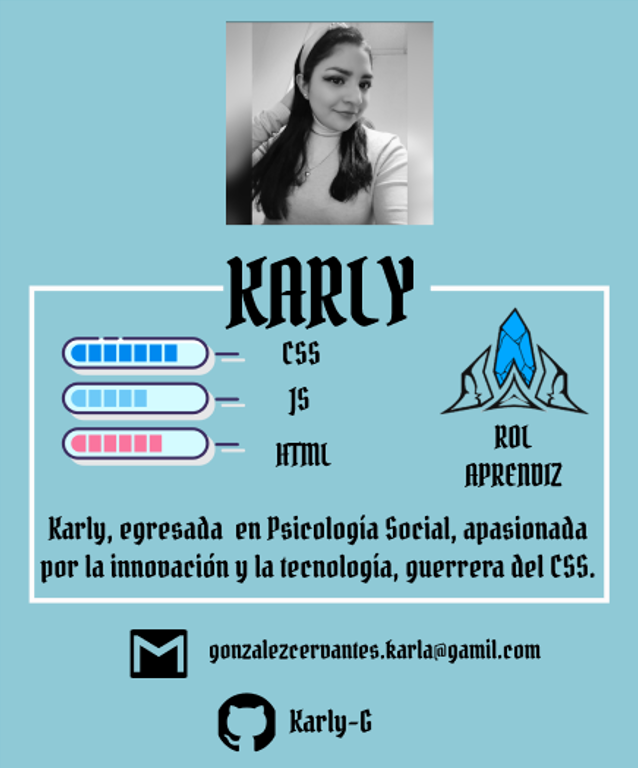 KARLY
CSS
JS
HTML
ROL
APRENDIZ
Karly, egresada en Psicología Social, apasionada
por la innovación y la tecnología, guerrera del CSS.
gonzalezcervantes.karla@gamil.com
Karly-G